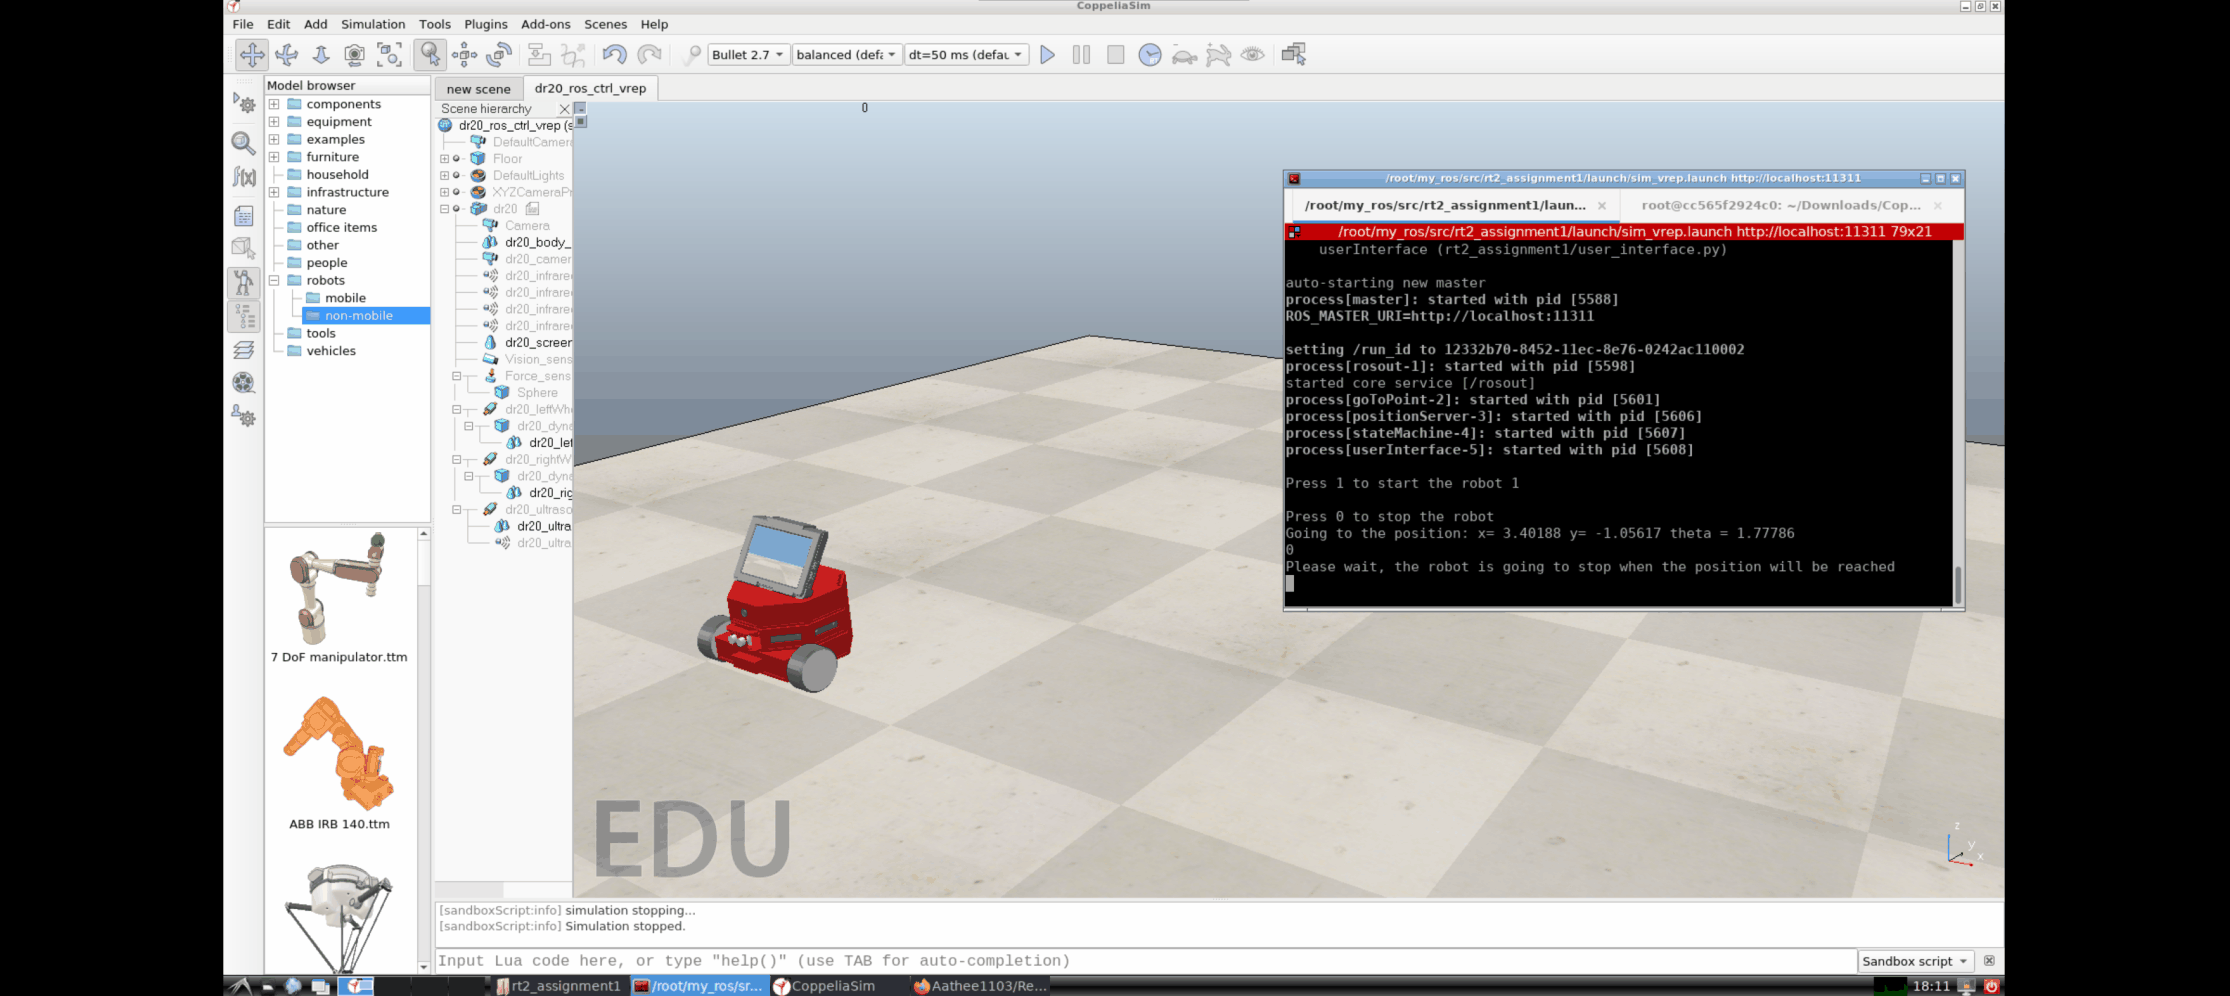 CoppeliaSim
File Edit Add Simulation Tools Plugins Add-ons Scenes Help
Bullet 2.7 balanced (defa dt=50 ms (defau
Model browser
components
equipment
examples
furniture
household
infrastructure
nature
office items
other
people
robots
mobile
non-mobile
tools
vehicles
7 DoF manipulator.ttm
ABB IRB 140.ttm
new scene dr20_ros_ctrl_vrep
Scene hierarchy
dr20_ros_ctrl_vrep (s
DefaultCamer
Floor
DefaultLights
XYZCameraPr
dr20
Camera
dr20_body_
dr20_camer
dr20_infrare
dr20_infrare
dr20_infrare
dr20_infrare
dr20_screen
Vision_sens
Force_sens
Sphere
dr20_leftWh
dr20_dyna
dr20_lef
dr20_rightW
dr20_dyna
dr20_rig
dr20_ultraso
dr20_ultra
dr20_ultra
0
/root/my_ros/src/rt2_assignment1/launch/sim_vrep.launch http://localhost:11311
/root/my_ros/src/rt2_assignment1/laun... root@cc565f2924c0: ~/Downloads/Cop...
/root/my_ros/src/rt2_assignment1/launch/sim_vrep.launch http://localhost:11311 79x21
userInterface (rt2_assignment1/user_interface.py)
auto-starting new master
process[master]: started with pid [5588]
ROS_MASTER_URI=http://localhost:11311
setting /run_id to 12332b70-8452-11ec-8e76-0242ac110002
process[rosout-1]: started with pid [5598]
started core service [/rosout]
process[goToPoint-2]: started with pid [5601]
process[positionServer-3]: started with pid [5606]
process[stateMachine-4]: started with pid [5607]
process[userInterface-5]: started with pid [5608]
Press 1 to start the robot 1
Press 0 to stop the robot
Going to the position: x= 3.40188 y= -1.05617 theta = 1.77786
0
Please wait, the robot is going to stop when the position will be reached
EDU
z
y
x
[sandboxScript:info] simulation stopping...
[sandboxScript:info] Simulation stopped.
Input Lua code here, or type "help()" (use TAB for auto-completion)
Sandbox script
rt2_assignment1 /root/my_ros/sr... CoppeliaSim Aathee1103/Re... 18:11